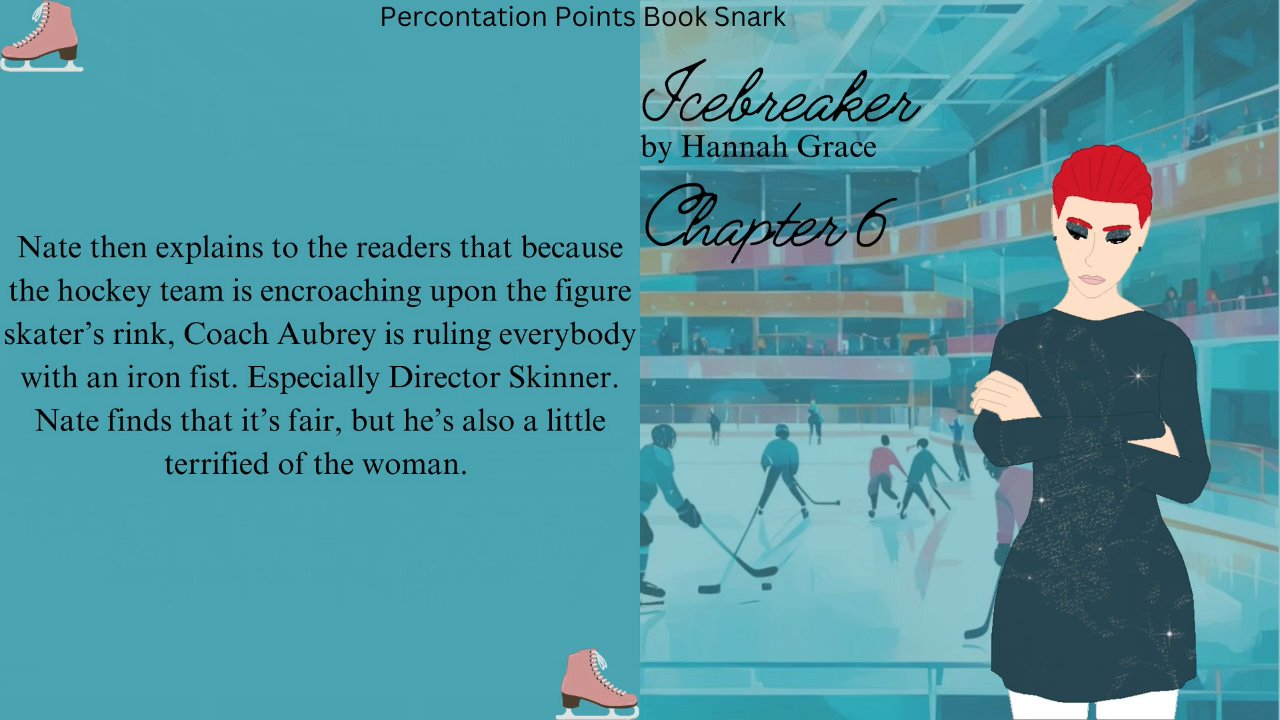 Percontation Points Book Snark
Icebreaker
by Hannah Grace
Chapter 6
Nate then explains to the readers that because
the hockey team is encroaching upon the figure
skater’s rink, Coach Aubrey is ruling everybody
with an iron fist. Especially Director Skinner.
Nate finds that it’s fair, but he’s also a little
terrified of the woman.